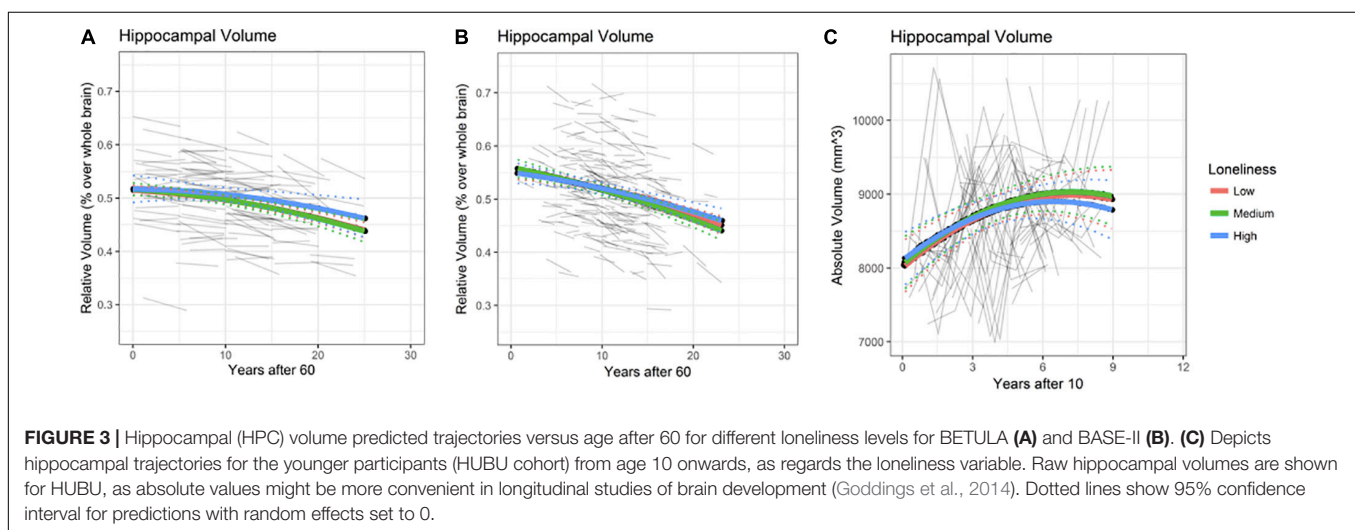 A
Hippocampal Volume
Relative Volume (% over whole brain)
0.7
0.6
0.5
0.4
0.3
0
10
20
30
Years after 60
B
Hippocampal Volume
Relative Volume (% over whole brain)
0.7
0.6
0.5
0.4
0.3
0
10
20
30
Years after 60
C
Hippocampal Volume
Absolute Volume (mm^3)
10000
9000
8000
7000
0
3
6
9
12
Years after 10
Loneliness
Low
Medium
High
FIGURE 3 | Hippocampal (HPC) volume predicted trajectories versus age after 60 for different loneliness levels for BETULA (A) and BASE-II (B). (C) Depicts
hippocampal trajectories for the younger participants (HUBU cohort) from age 10 onwards, as regards the loneliness variable. Raw hippocampal volumes are shown
for HUBU, as absolute values might be more convenient in longitudinal studies of brain development (Goddings et al., 2014). Dotted lines show 95% confidence
interval for predictions with random effects set to 0.